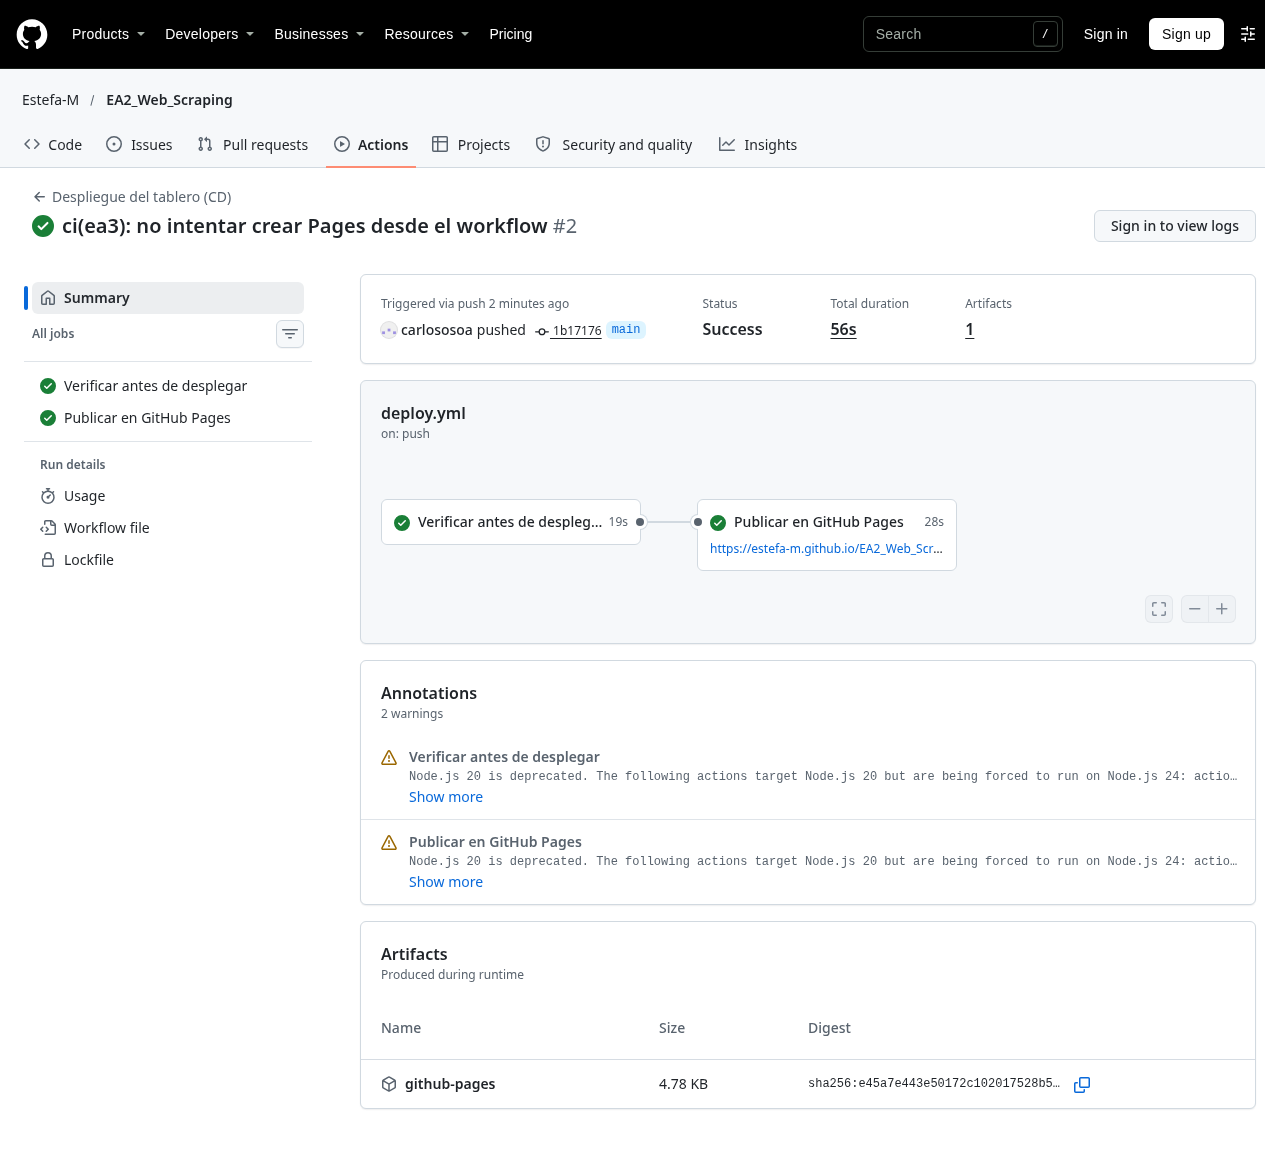 Products Developers Businesses Resources Pricing Search / Sign in Sign up
Estefa-M / EA2_Web_Scraping
Code Issues Pull requests Actions Projects Security and quality Insights
Despliegue del tablero (CD)
ci(ea3): no intentar crear Pages desde el workflow #2
Sign in to view logs
Summary
All jobs
Verificar antes de desplegar
Publicar en GitHub Pages
Run details
Usage
Workflow file
Lockfile
Triggered via push 2 minutes ago Status Total duration Artifacts
carlososoa pushed 1b17176 main Success 56s 1
deploy.yml
on: push
Verificar antes de despleg... 19s
Publicar en GitHub Pages 28s
https://estefa-m.github.io/EA2_Web_Scr...
Annotations
2 warnings
Verificar antes de desplegar
Node.js 20 is deprecated. The following actions target Node.js 20 but are being forced to run on Node.js 24: actio…
Show more
Publicar en GitHub Pages
Node.js 20 is deprecated. The following actions target Node.js 20 but are being forced to run on Node.js 24: actio…
Show more
Artifacts
Produced during runtime
Name Size Digest
github-pages 4.78 KB sha256:e45a7e443e50172c102017528b5…